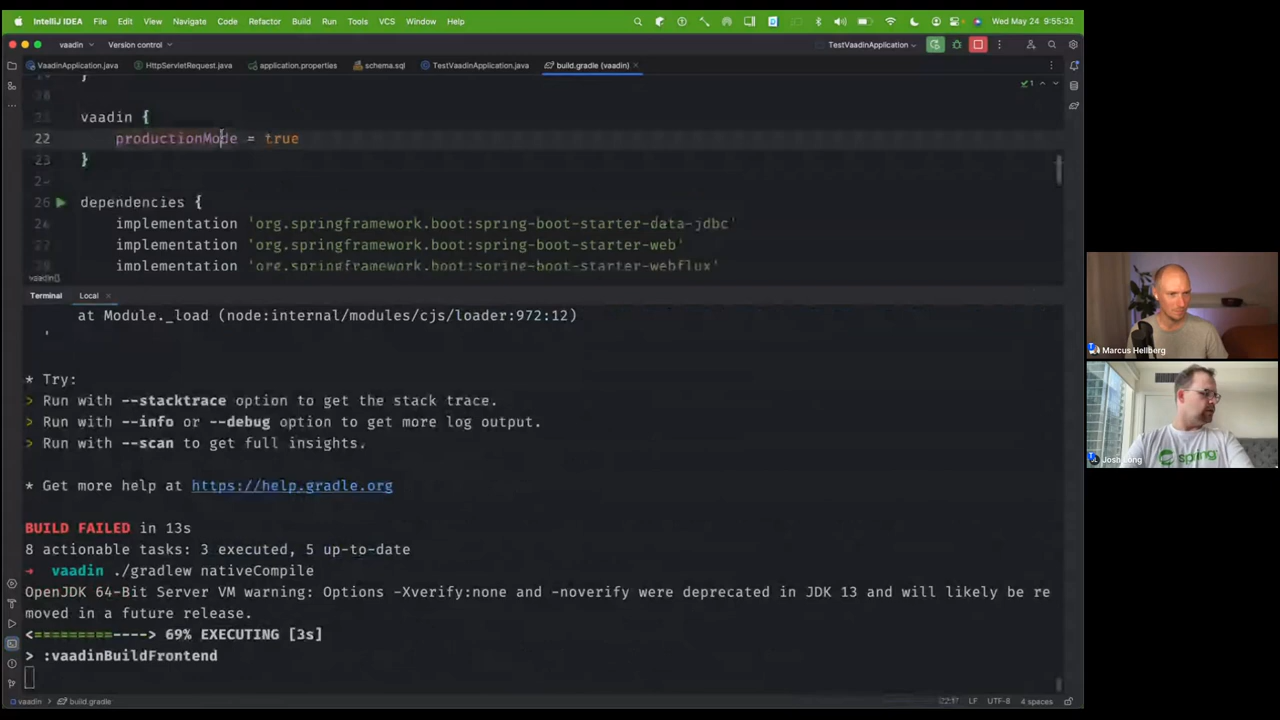 IntelliJ IDEA File Edit View Navigate Code Refactor Build Run Tools VCS Window Help Wed May 24 9:55:33
vaadin Version control TestVaadinApplication
VaadinApplication.java HttpServletRequest.java application.properties schema.sql TestVaadinApplication.java build.gradle (vaadin)
}
1
vaadin {
22 productionMode = true
23 }
dependencies {
26 implementation 'org.springframework.boot:spring-boot-starter-data-jdbc'
27 implementation 'org.springframework.boot:spring-boot-starter-web'
implementation 'org.springframework.boot:spring-boot-starter-webflux'
vaadin{}
Terminal Local
at Module._load (node:internal/modules/cjs/loader:972:12)
'
* Try:
> Run with --stacktrace option to get the stack trace.
> Run with --info or --debug option to get more log output.
> Run with --scan to get full insights.
* Get more help at https://help.gradle.org
BUILD FAILED in 13s
8 actionable tasks: 3 executed, 5 up-to-date
→ vaadin ./gradlew nativeCompile
OpenJDK 64-Bit Server VM warning: Options -Xverify:none and -noverify were deprecated in JDK 13 and will likely be re
moved in a future release.
<=========----> 69% EXECUTING [3s]
> :vaadinBuildFrontend
vaadin > build.gradle LF UTF-8 4 spaces
Marcus Hellberg
spring
Josh Long